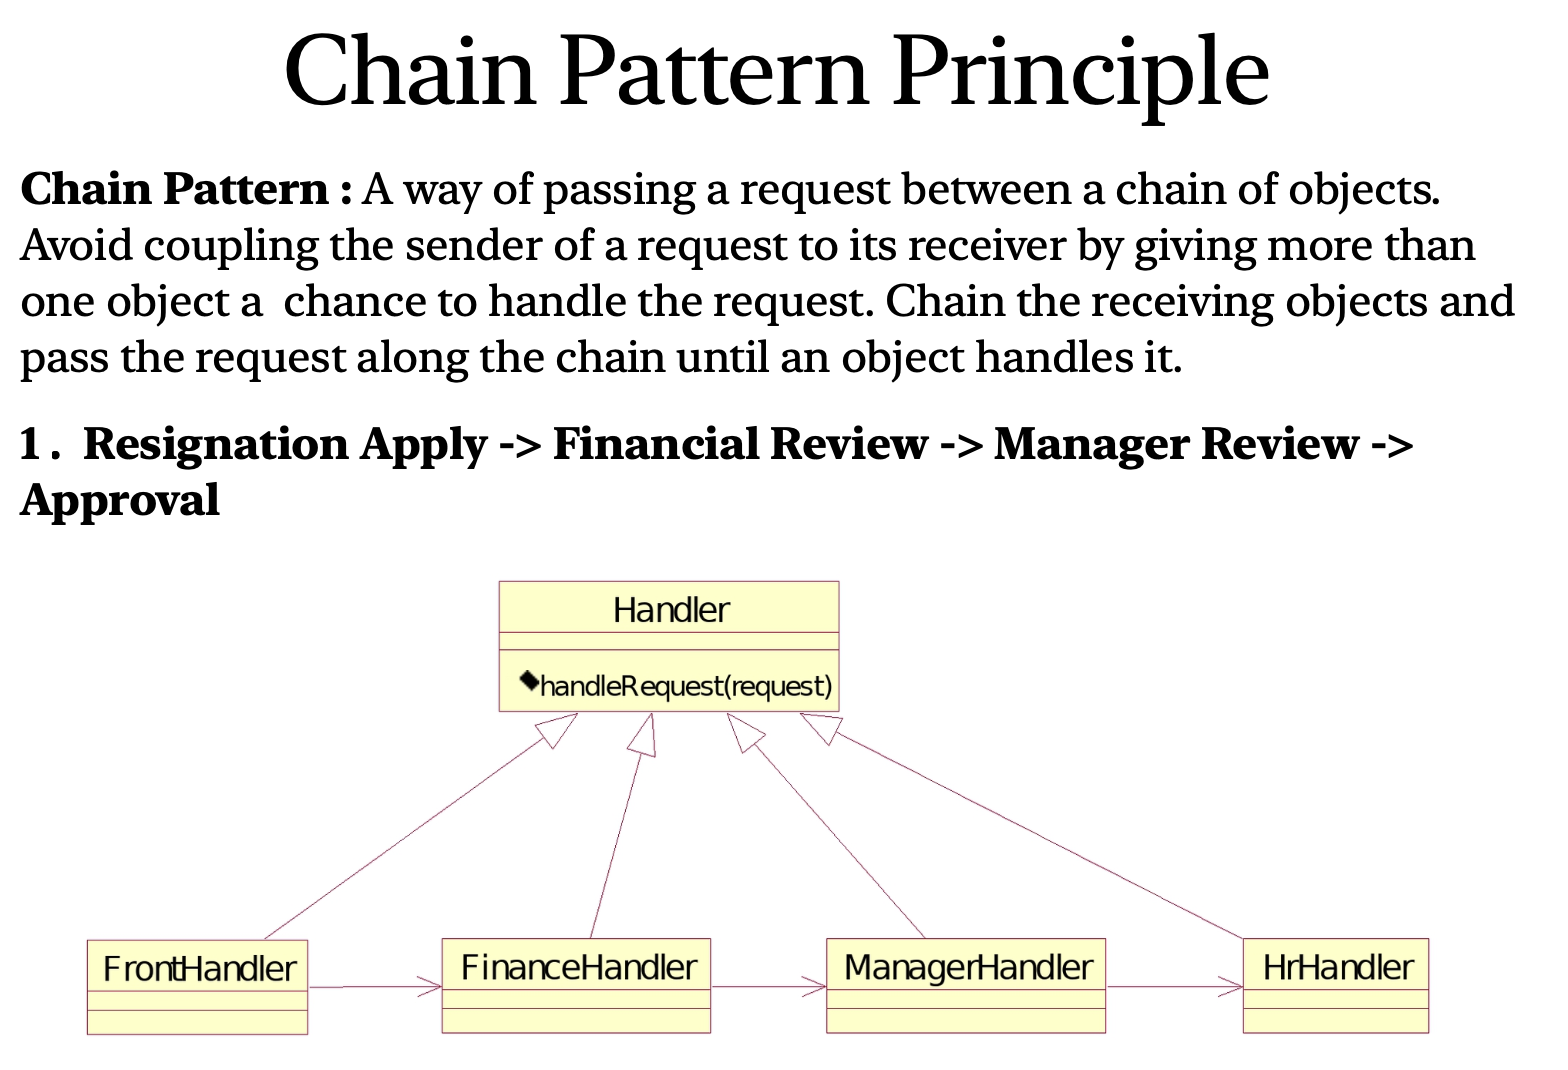 Chain Pattern Principle
Chain Pattern : A way of passing a request between a chain of objects.
Avoid coupling the sender of a request to its receiver by giving more than
one object a  chance to handle the request. Chain the receiving objects and
pass the request along the chain until an object handles it.
1 .  Resignation Apply -> Financial Review -> Manager Review ->
Approval
Handler
handleRequest(request)
FrontHandler
FinanceHandler
ManagerHandler
HrHandler